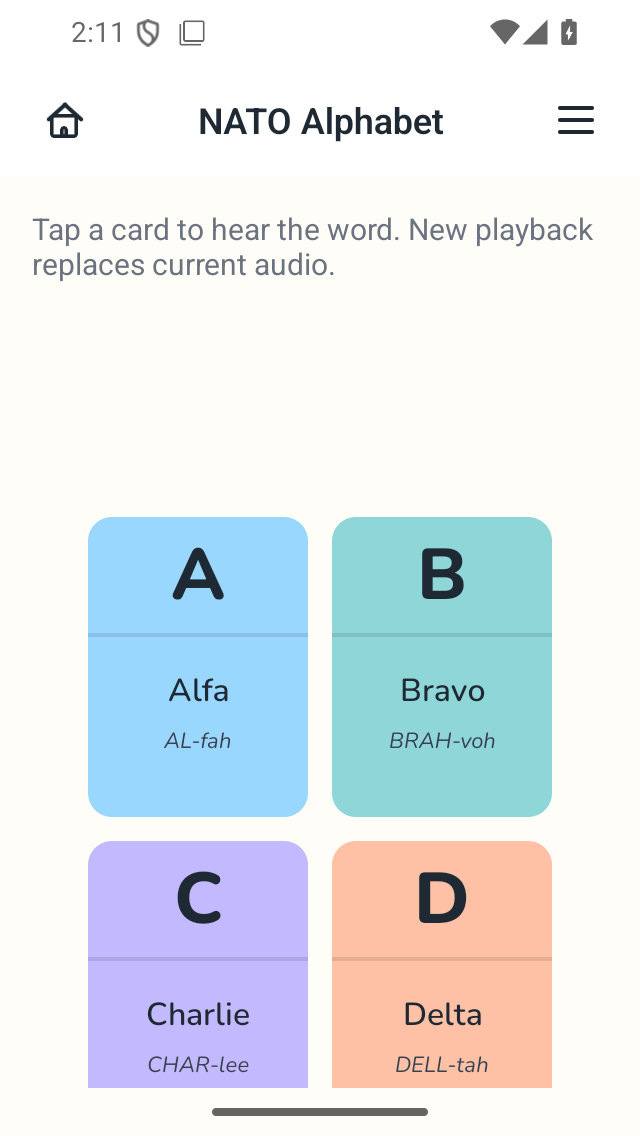 2:11
NATO Alphabet
Tap a card to hear the word. New playback
replaces current audio.
A
B
Alfa
Bravo
AL-fah
BRAH-voh
C
D
Charlie
Delta
CHAR-lee
DELL-tah